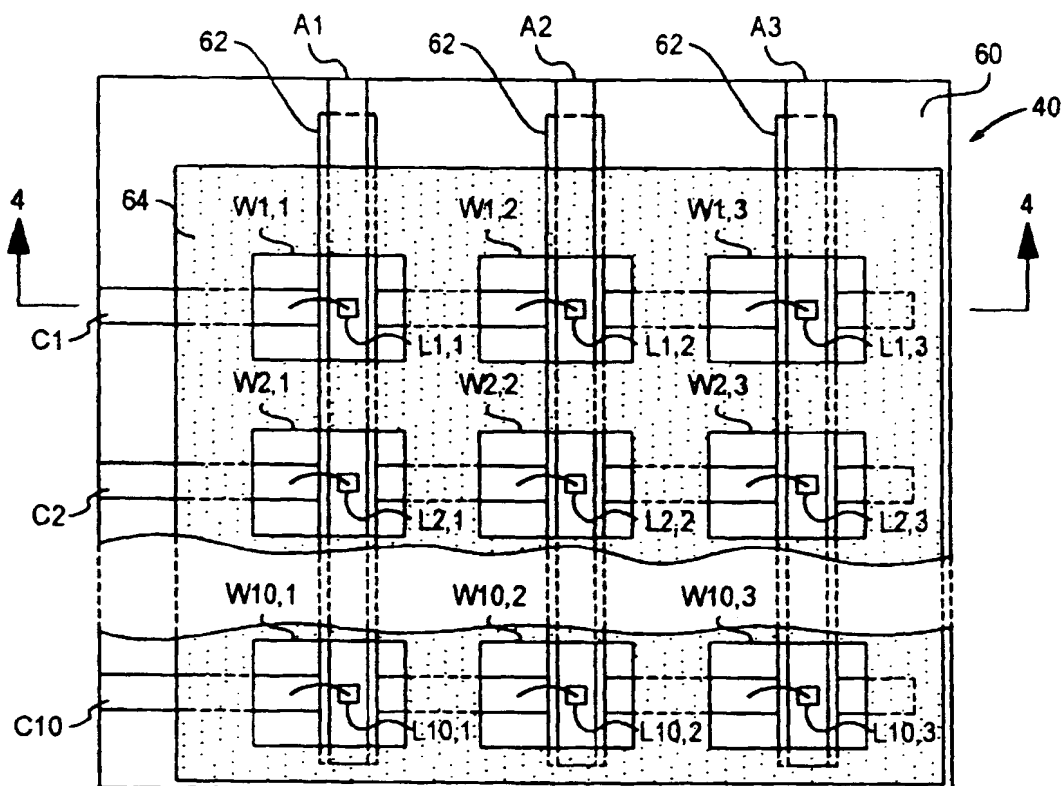 A1 A2 A3
62 62 62 60
40
64
4 W1,1 W1,2 W1,3 4
C1 L1,1 L1,2 L1,3
W2,1 W2,2 W2,3
C2 L2,1 L2,2 L2,3
W10,1 W10,2 W10,3
C10 L10,1 L10,2 L10,3